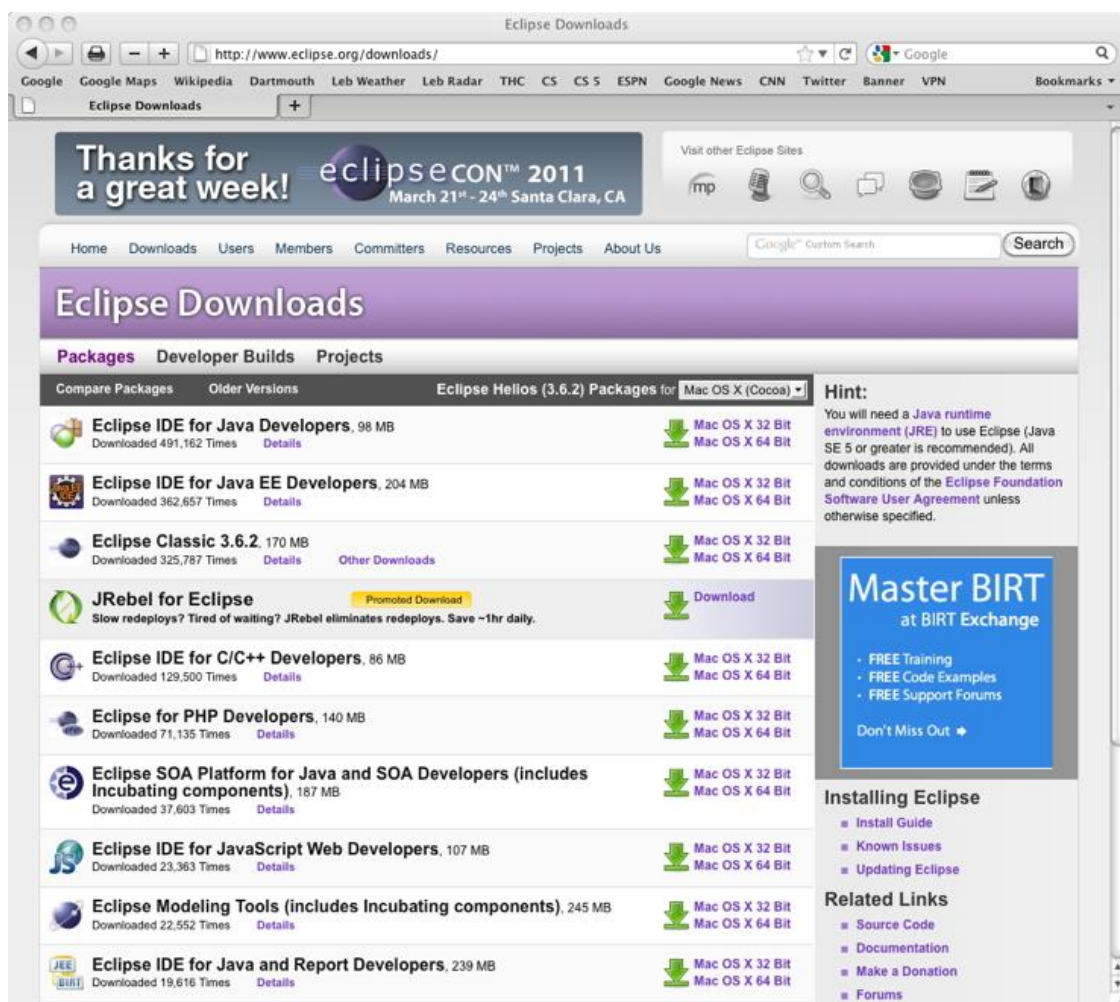 Eclipse Downloads
http://www.eclipse.org/downloads/
Google
Google Google Maps Wikipedia Dartmouth Leb Weather Leb Radar THC CS CS 5 ESPN Google News CNN Twitter Banner VPN Bookmarks
Eclipse Downloads
Thanks for
a great week!
eclipsecon™ 2011
March 21st - 24th Santa Clara, CA
Visit other Eclipse Sites
mp
Home Downloads Users Members Committers Resources Projects About Us
Google™ Custom Search
Search
Eclipse Downloads
Packages Developer Builds Projects
Compare Packages Older Versions Eclipse Helios (3.6.2) Packages for Mac OS X (Cocoa)
Eclipse IDE for Java Developers, 98 MB
Downloaded 491,162 Times Details
Mac OS X 32 Bit
Mac OS X 64 Bit
Eclipse IDE for Java EE Developers, 204 MB
Downloaded 362,657 Times Details
Mac OS X 32 Bit
Mac OS X 64 Bit
Eclipse Classic 3.6.2, 170 MB
Downloaded 325,787 Times Details Other Downloads
Mac OS X 32 Bit
Mac OS X 64 Bit
JRebel for Eclipse
Promoted Download
Slow redeploys? Tired of waiting? JRebel eliminates redeploys. Save ~1hr daily.
Download
Eclipse IDE for C/C++ Developers, 86 MB
Downloaded 129,500 Times Details
Mac OS X 32 Bit
Mac OS X 64 Bit
Eclipse for PHP Developers, 140 MB
Downloaded 71,135 Times Details
Mac OS X 32 Bit
Mac OS X 64 Bit
Eclipse SOA Platform for Java and SOA Developers (includes
Incubating components), 187 MB
Downloaded 37,603 Times Details
Mac OS X 32 Bit
Mac OS X 64 Bit
Eclipse IDE for JavaScript Web Developers, 107 MB
Downloaded 23,363 Times Details
Mac OS X 32 Bit
Mac OS X 64 Bit
Eclipse Modeling Tools (includes Incubating components), 245 MB
Downloaded 22,552 Times Details
Mac OS X 32 Bit
Mac OS X 64 Bit
Eclipse IDE for Java and Report Developers, 239 MB
Downloaded 19,616 Times Details
Mac OS X 32 Bit
Mac OS X 64 Bit
Hint:
You will need a Java runtime
environment (JRE) to use Eclipse (Java
SE 5 or greater is recommended). All
downloads are provided under the terms
and conditions of the Eclipse Foundation
Software User Agreement unless
otherwise specified.
Master BIRT
at BIRT Exchange
FREE Training
FREE Code Examples
FREE Support Forums
Don't Miss Out
Installing Eclipse
Install Guide
Known Issues
Updating Eclipse
Related Links
Source Code
Documentation
Make a Donation
Forums